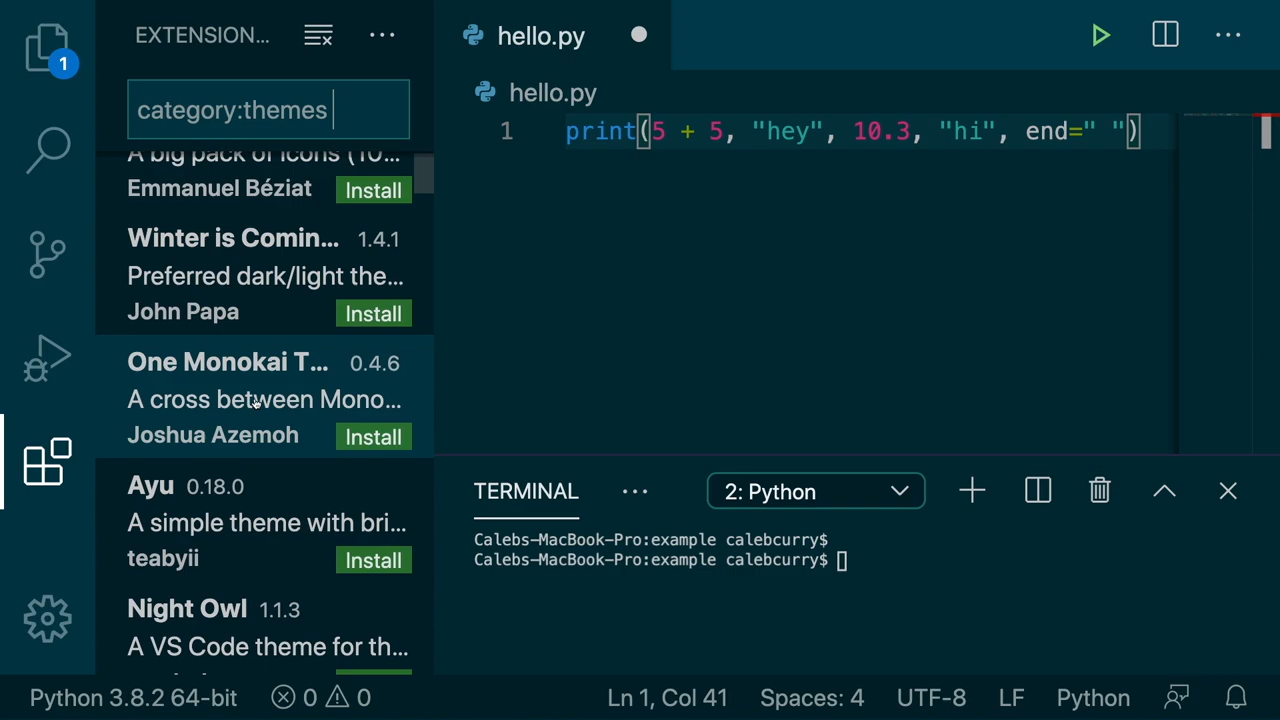 1
EXTENSION...
category:themes
A big pack of icons (10...
Emmanuel Béziat Install
Winter is Comin... 1.4.1
Preferred dark/light the...
John Papa Install
One Monokai T... 0.4.6
A cross between Mono...
Joshua Azemoh Install
Ayu 0.18.0
A simple theme with bri...
teabyii Install
Night Owl 1.1.3
A VS Code theme for th...
hello.py
hello.py
1 print(5 + 5, "hey", 10.3, "hi", end=" ")
TERMINAL ... 2: Python
Calebs-MacBook-Pro:example calebcurry$
Calebs-MacBook-Pro:example calebcurry$
Python 3.8.2 64-bit 0 0 Ln 1, Col 41 Spaces: 4 UTF-8 LF Python